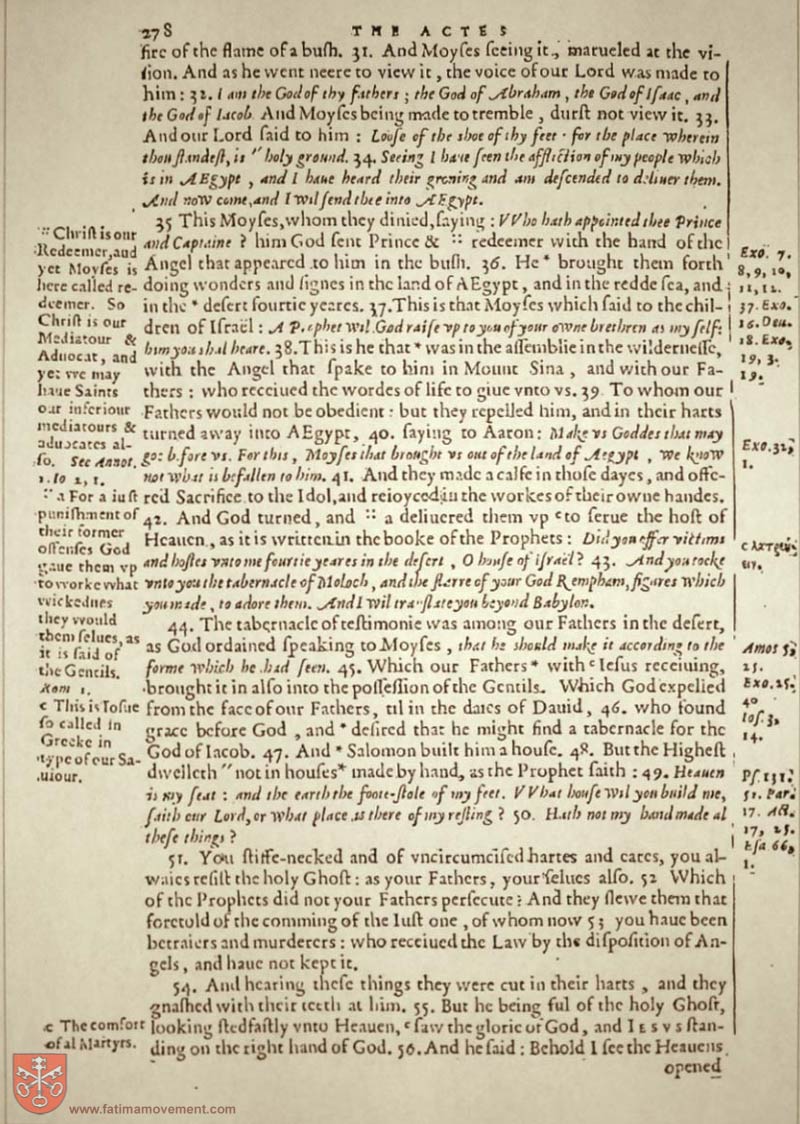 278 THE ACTES
fire of the flame of a buſh. 31. And Moyſes ſeeing it, marueled at the vi-
ſion. And as he went neere to view it, the voice of our Lord was made to
him: 32. I am the God of thy fathers; the God of Abraham, the God of Iſaac, and
the God of Iacob. And Moyſes being made to tremble, durſt not view it. 33.
And our Lord ſaid to him: Looſe of the shoe of thy feet: for the place wherein
thou ſtandeſt, is " holy ground. 34. Seeing I haue ſeen the affliction of my people which
is in AEgypt, and I haue heard their groning and am deſcended to deliuer them.
And now come, and I wil ſend thee into AEgypt.
35 This Moyſes, whom they denied, ſaying: VVho hath appointed thee Prince
and Captaine? him God ſent Prince & :: redeemer with the hand of the
Angel that appeared to him in the buſh. 36. He * brought them forth
doing wonders and ſignes in the land of AEgypt, and in the redde ſea, and
in the * deſert fourtie yeares. 37. This is that Moyſes which ſaid to the chil-
dren of Iſraël: A Prophet wil God raiſe vp to you of your owne brethren as my ſelf:
him you shal heare. 38. This is he that * was in the aſſemblie in the wilderneſſe,
with the Angel that ſpake to him in Mount Sina, and with our Fa-
thers: who receiued the wordes of life to giue vnto vs. 39. To whom our
Fathers would not be obedient: but they repelled him, and in their harts
turned away into AEgypt, 40. ſaying to Aaron: Make vs Goddes that may
goe before vs. For this, Moyſes that brought vs out of the land of Aegypt, we know
not what is befallen to him. 41. And they made a calfe in thoſe dayes, and offe-
red Sacrifice to the Idol, and reioyced in the workes of their owne handes.
42. And God turned, and :: a deliuered them vp c to ſerue the hoſt of
Heauen, as it is written in the booke of the Prophets: Did you offer victims
and hoſtes vnto me fourtie yeares in the deſert, O houſe of iſraël? 43. And you tooke
vnto you the tabernacle of Moloch, and the ſtarre of your God Rempham, figures which
you made, to adore them. And I wil tranſlate you beyond Babylon.
44. The tabernacle of teſtimonie was among our Fathers in the deſert,
as God ordained ſpeaking to Moyſes, that he should make it according to the
forme which he had ſeen. 45. Which our Fathers * with c Ieſus receiuing,
brought it in alſo into the poſſeſſion of the Gentils. Which God expelled
from the face of our Fathers, til in the daies of Dauid, 46. who found
grace before God, and * deſired that he might find a tabernacle for the
God of Iacob. 47. And * Salomon built him a houſe. 48. But the Higheſt
dwelleth " not in houſes * made by hand, as the Prophet ſaith: 49. Heauen
is my ſeat: and the earth the foote-ſtole of my feet. VVhat houſe wil you build me,
ſaith our Lord, or what place is there of my reſting? 50. Hath not my hand made al
theſe things?
51. You ſtiffe-necked and of vncircumciſed hartes and eares, you al-
waies reſiſt the holy Ghoſt: as your Fathers, your ſelues alſo. 52 Which
of the Prophets did not your Fathers perſecute? And they ſlewe them that
foretold of the comming of the Iuſt one, of whom now 53 you haue been
betraiers and murderers: who receiued the Law by the diſpoſition of An-
gels, and haue not kept it.
54. And hearing theſe things they were cut in their harts, and they
gnaſhed with their teeth at him. 55. But he being ful of the holy Ghoſt,
looking ſtedfaſtly vnto Heauen, c ſaw the glorie of God, and IESVS ſtan-
ding on the right hand of God. 56. And he ſaid: Behold I ſee the Heauens
opened
:: Chriſt is our
Redeemer, and
yet Moyſes is
here called re-
deemer. So
Chriſt is our
Mediatour &
Aduocat, and
yet we may
haue Saints
our inferiour
mediatours &
aduocates al-
ſo. See Annot.
1. Io 2, 1.
:: a For a iuſt
puniſhment of
their former
offenſes God
gaue them vp
to worke what
wickednes
they would
them ſelues, as
it is ſaid of
the Gentils.
Rom 1.
c This is Ioſue
ſo called in
Greeke in
type of our Sa-
uiour.
c The comfort
of al Martyrs.
Exo. 7.
8, 9, 10,
11, 12.
37. Exo.
16. Deu.
18. Exo.
19, 3.
19.
Exo. 32,
1.
Amos 5,
25.
Exo. 25.
40
Ioſ. 3,
14.
Pſ. 131.
51. Par.
17. Act.
17, 25.
Eſa 66,
1.
www.fatimamovement.com